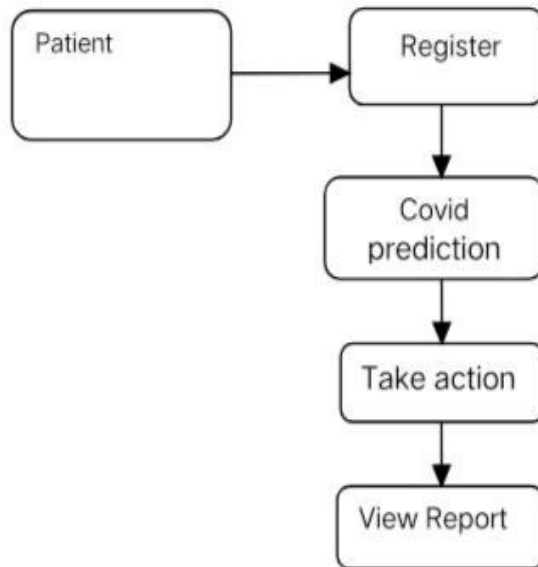 Patient
Register
Covid
prediction
Take action
View Report